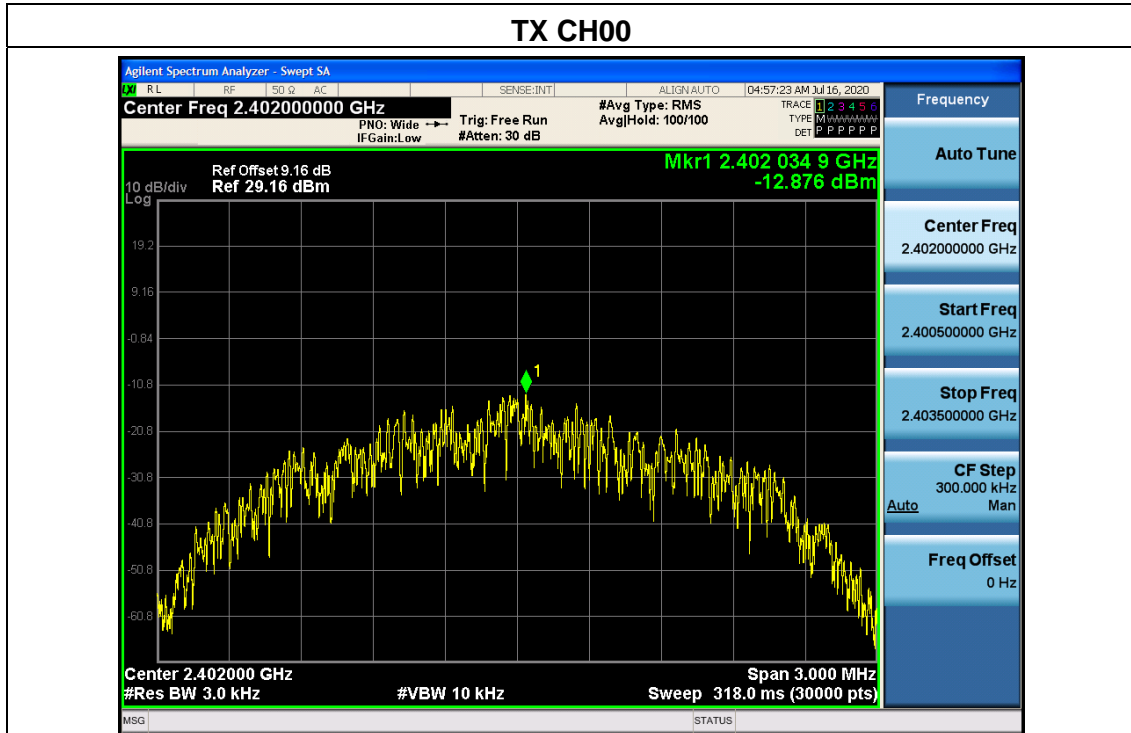 TX CH00
Agilent Spectrum Analyzer - Swept SA
LXI RL RF 50 Ω AC SENSE:INT ALIGN AUTO 04:57:23 AM Jul 16, 2020
Center Freq 2.402000000 GHz
PNO: Wide
IFGain:Low
Trig: Free Run
#Atten: 30 dB
#Avg Type: RMS
Avg|Hold: 100/100
TRACE 1 2 3 4 5 6
TYPE M
DET P P P P P P
Ref Offset 9.16 dB
10 dB/div Ref 29.16 dBm
Log
Mkr1 2.402 034 9 GHz
-12.876 dBm
19.2
9.16
-0.84
-10.8
-20.8
-30.8
-40.8
-50.8
-60.8
1
Center 2.402000 GHz Span 3.000 MHz
#Res BW 3.0 kHz #VBW 10 kHz Sweep 318.0 ms (30000 pts)
MSG STATUS
Frequency
Auto Tune
Center Freq
2.402000000 GHz
Start Freq
2.400500000 GHz
Stop Freq
2.403500000 GHz
CF Step
300.000 kHz
Auto Man
Freq Offset
0 Hz